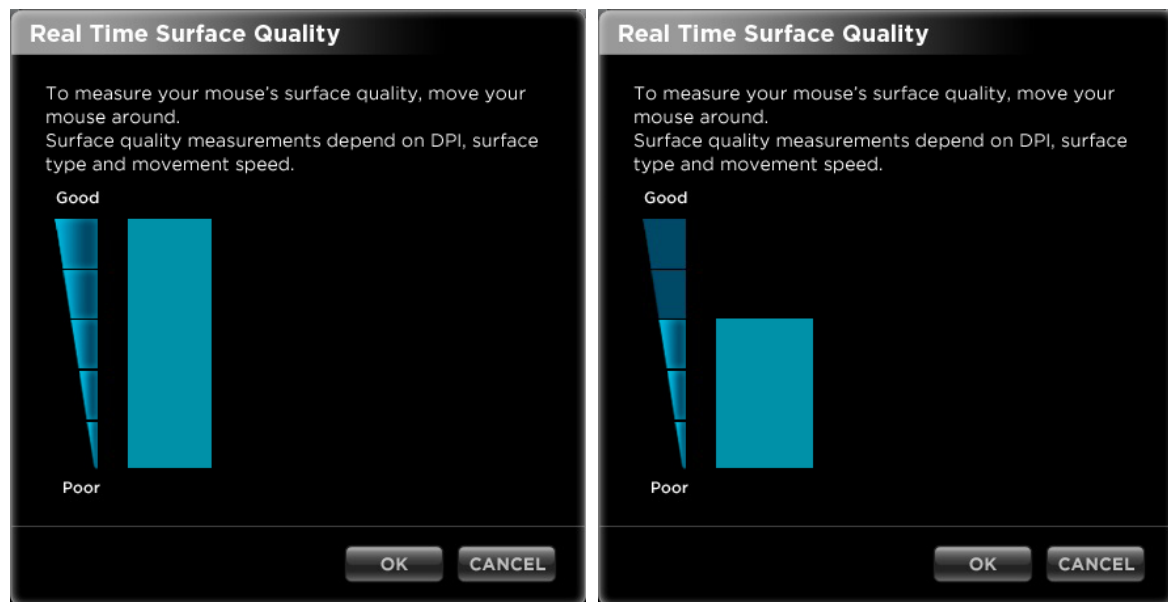 Real Time Surface Quality
To measure your mouse's surface quality, move your
mouse around.
Surface quality measurements depend on DPI, surface
type and movement speed.
Good
Poor
OK
CANCEL
Real Time Surface Quality
To measure your mouse's surface quality, move your
mouse around.
Surface quality measurements depend on DPI, surface
type and movement speed.
Good
Poor
OK
CANCEL